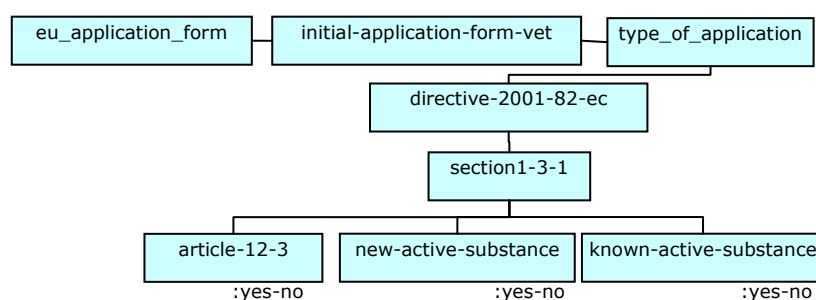 eu_application_form
initial-application-form-vet
type_of_application
directive-2001-82-ec
section1-3-1
article-12-3
new-active-substance
known-active-substance
:yes-no
:yes-no
:yes-no